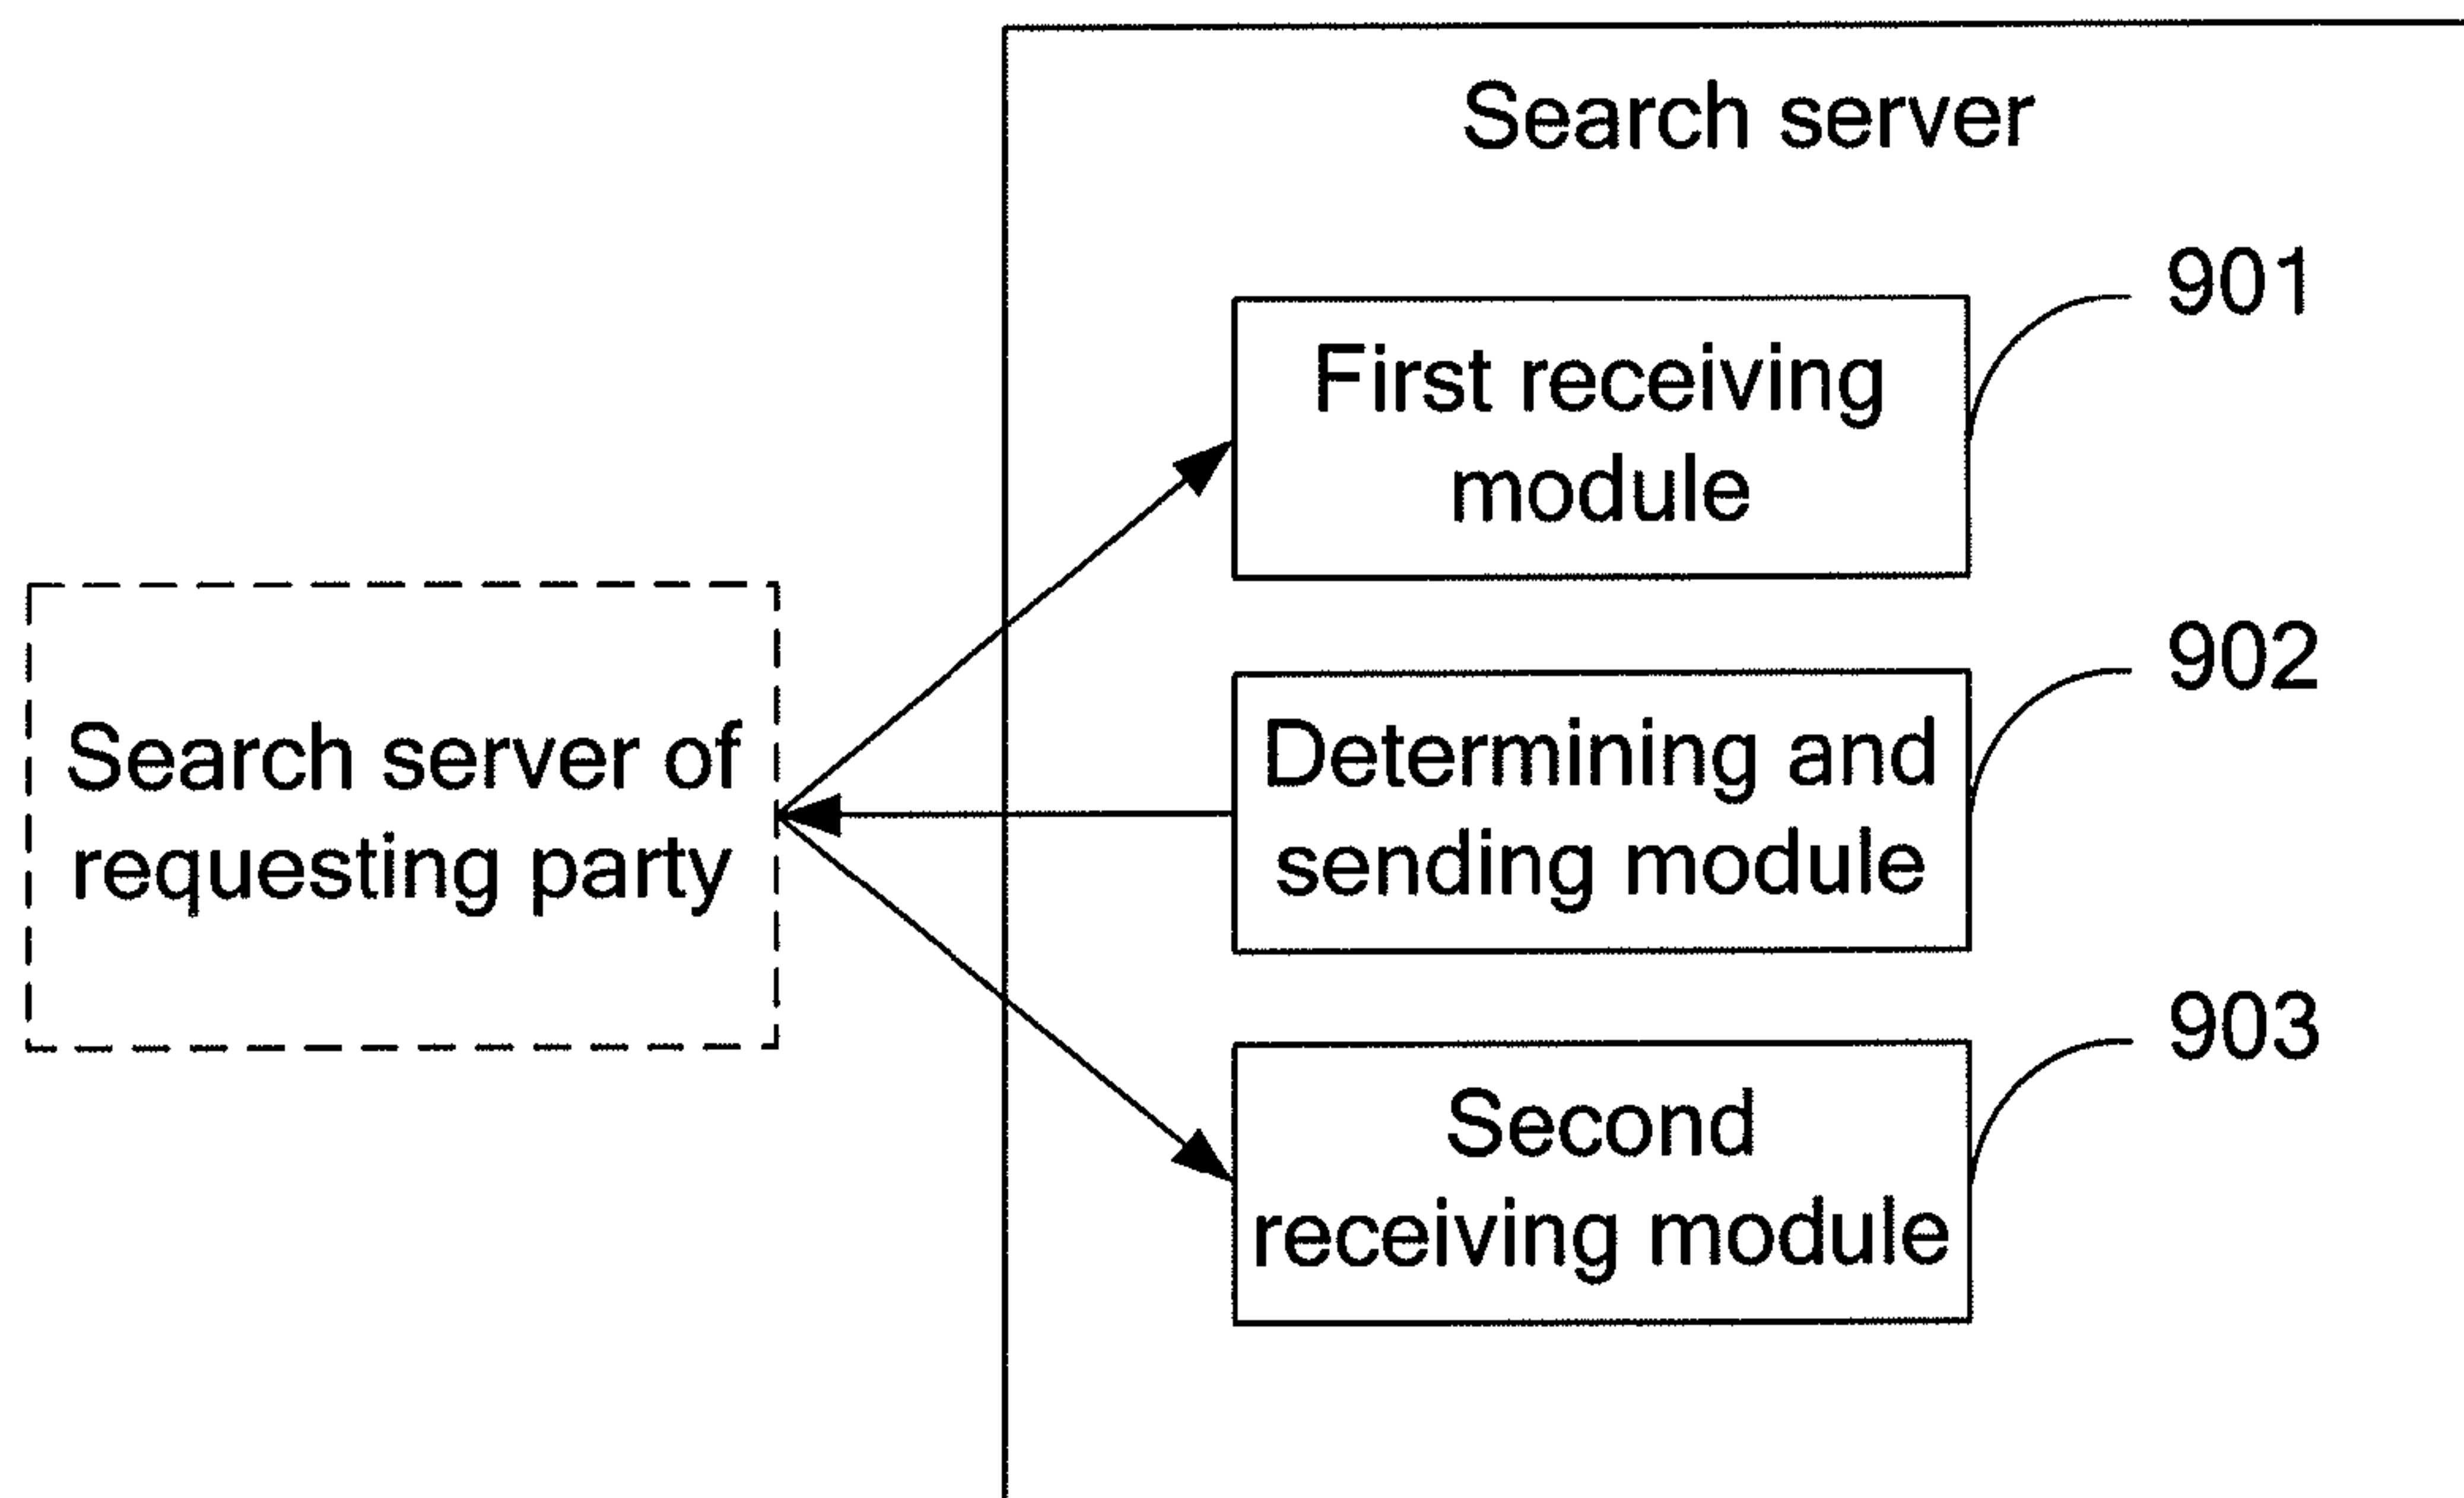 Search server
901
First receiving
module
902
Search server of
requesting party
Determining and
sending module
903
Second
receiving module